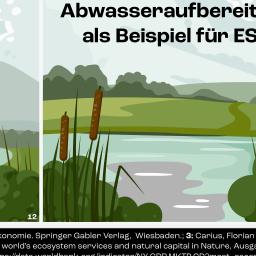 Abwasseraufbereit
als Beispiel für ES
12
konomie. Springer Gabler Verlag, Wiesbaden.; 3: Carius, Florian
world's ecosystem services and natural capital in Nature, Ausga